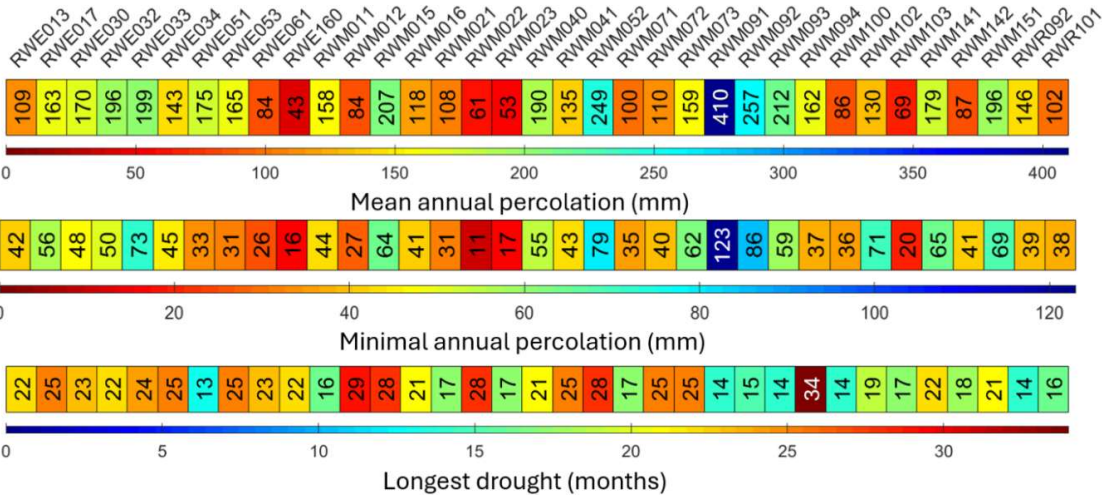 RWE013 RWE017 RWE030 RWE032 RWE033 RWE034 RWE051 RWE053 RWE061 RWE160 RWM011 RWM012 RWM015 RWM016 RWM021 RWM022 RWM023 RWM040 RWM041 RWM052 RWM071 RWM072 RWM073 RWM091 RWM092 RWM093 RWM094 RWM100 RWM102 RWM103 RWM141 RWM142 RWM151 RWR092 RWR101
109 163 170 196 199 143 175 165 84 43 158 84 207 118 108 61 53 190 135 249 100 110 159 410 257 212 162 86 130 69 179 87 196 146 102
0 50 100 150 200 250 300 350 400
Mean annual percolation (mm)
42 56 48 50 73 45 33 31 26 16 44 27 64 41 31 11 17 55 43 79 35 40 62 123 86 59 37 36 71 20 65 41 69 39 38
0 20 40 60 80 100 120
Minimal annual percolation (mm)
22 25 23 22 24 25 13 25 23 22 16 29 28 21 17 28 17 21 25 28 17 25 25 14 15 14 34 14 19 17 22 18 21 14 16
0 5 10 15 20 25 30
Longest drought (months)